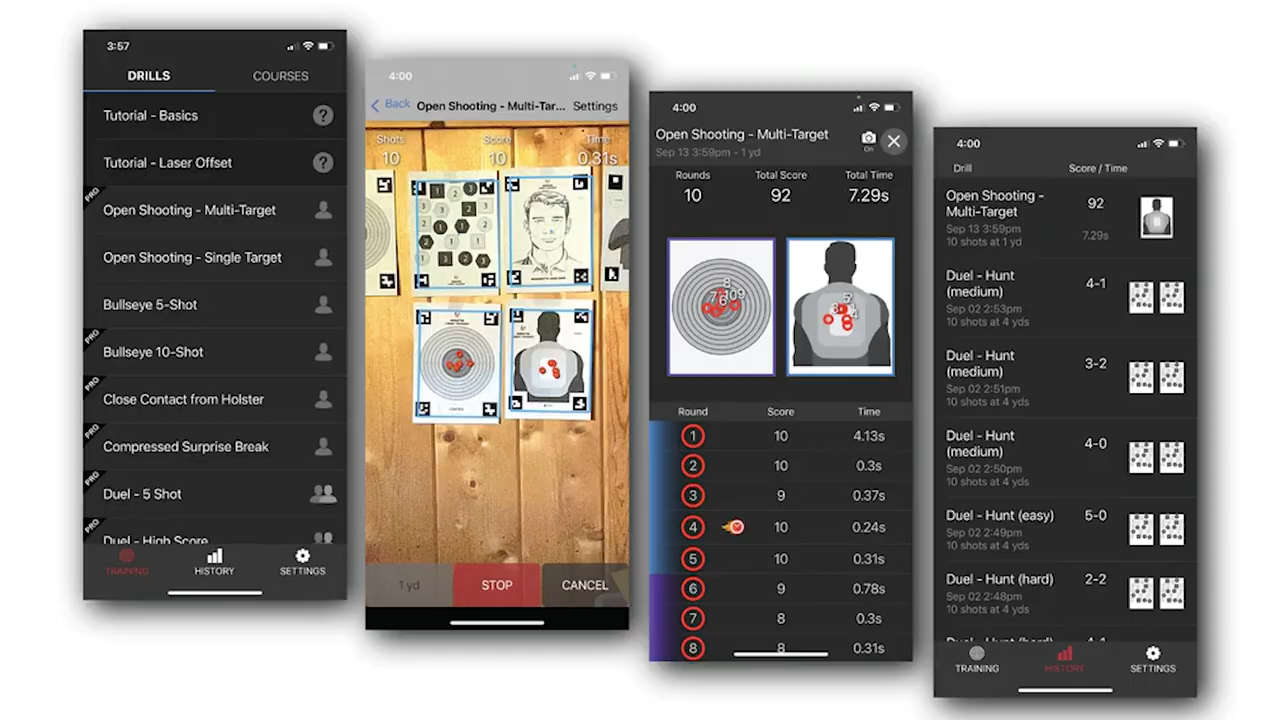 3:57
DRILLS
COURSES
Tutorial - Basics
?
Tutorial - Laser Offset
?
PRO
Open Shooting - Multi-Target
Open Shooting - Single Target
Bullseye 5-Shot
PRO
Bullseye 10-Shot
PRO
Close Contact from Holster
PRO
Compressed Surprise Break
PRO
Duel - 5 Shot
PRO
Duel - High Score
TRAINING
HISTORY
SETTINGS
4:00
Back
Open Shooting - Multi-Tar...
Settings
Shots
10
Score
10
Time
0.31s
1 yd
STOP
CANCEL
4:00
Open Shooting - Multi-Target
Sep 13 3:59pm - 1 yd
On
Rounds
10
Total Score
92
Total Time
7.29s
Round
Score
Time
1
10
4.13s
2
10
0.3s
3
9
0.37s
4
10
0.24s
5
10
0.31s
6
9
0.78s
7
8
0.3s
8
8
0.31s
4:00
Drill
Score / Time
Open Shooting -
Multi-Target
Sep 13 3:59pm
10 shots at 1 yd
92
7.29s
Duel - Hunt
(medium)
Sep 02 2:53pm
10 shots at 4 yds
4-1
Duel - Hunt
(medium)
Sep 02 2:51pm
10 shots at 4 yds
3-2
Duel - Hunt
(medium)
Sep 02 2:50pm
10 shots at 4 yds
4-0
Duel - Hunt (easy)
Sep 02 2:49pm
10 shots at 4 yds
5-0
Duel - Hunt (hard)
Sep 02 2:48pm
10 shots at 4 yds
2-2
Duel - Hunt (hard)
4-1
TRAINING
HISTORY
SETTINGS